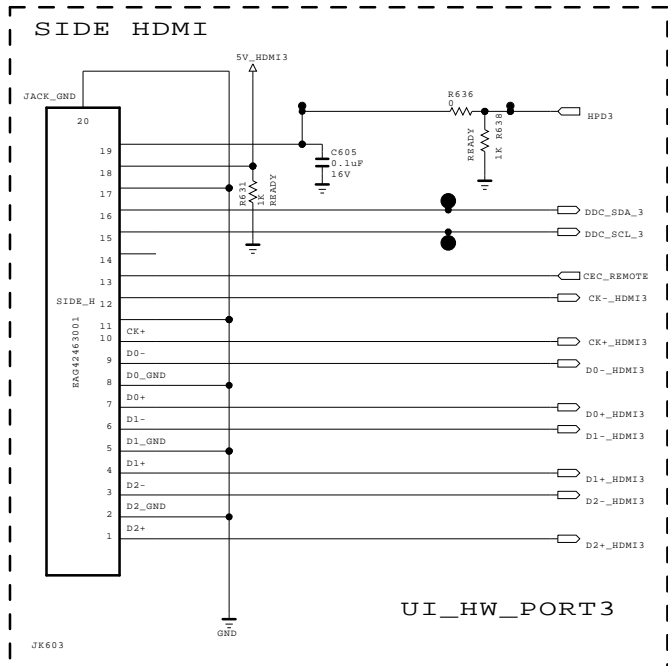 SIDE HDMI
5V_HDMI3
R636
0
HPD3
READY
1K R638
JACK_GND
20
19
C605
0.1uF
16V
18
R631
1K
READY
17
16
DDC_SDA_3
15
DDC_SCL_3
14
13
CEC_REMOTE
SIDE_H
12
CK-_HDMI3
EAG42463001
11
CK+
10
CK+_HDMI3
D0-
9
D0-_HDMI3
D0_GND
8
D0+
7
D0+_HDMI3
D1-
6
D1-_HDMI3
D1_GND
5
D1+
4
D1+_HDMI3
D2-
3
D2-_HDMI3
D2_GND
2
D2+
1
D2+_HDMI3
UI_HW_PORT3
GND
JK603